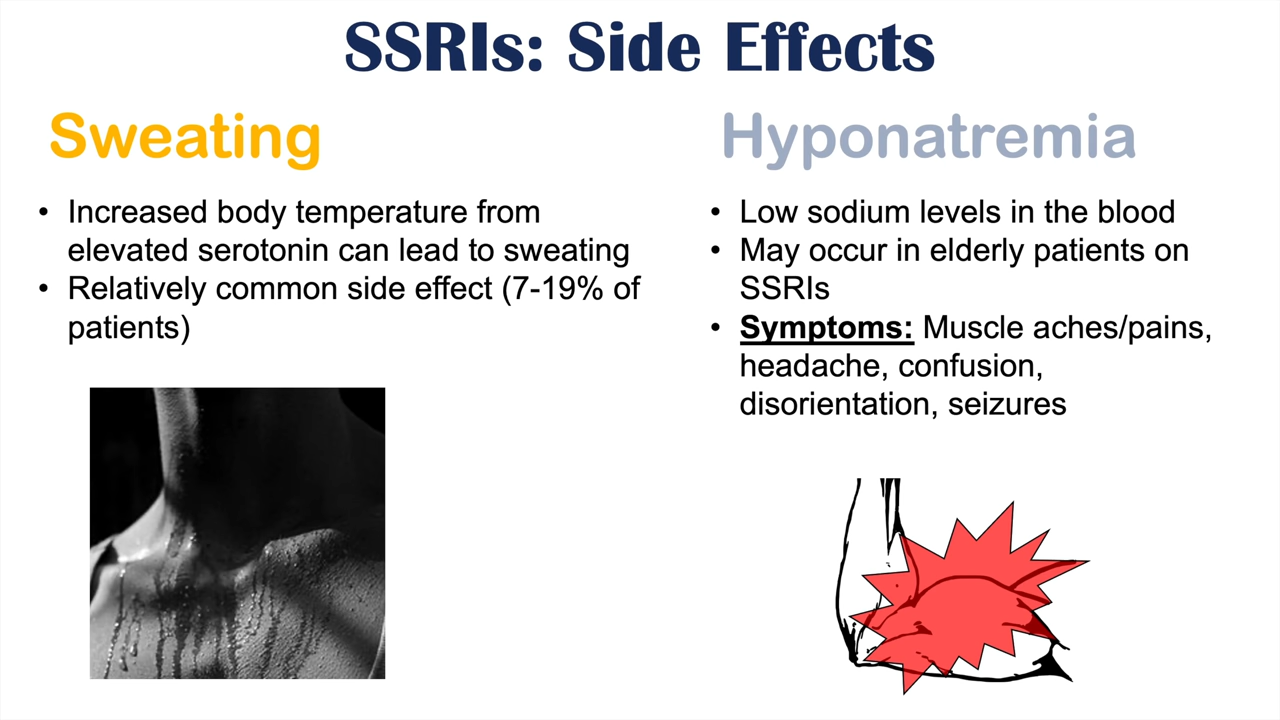 SSRIs: Side Effects
Sweating
• Increased body temperature from
elevated serotonin can lead to sweating
• Relatively common side effect (7-19% of
patients)
Hyponatremia
• Low sodium levels in the blood
• May occur in elderly patients on
SSRIs
• Symptoms: Muscle aches/pains,
headache, confusion,
disorientation, seizures